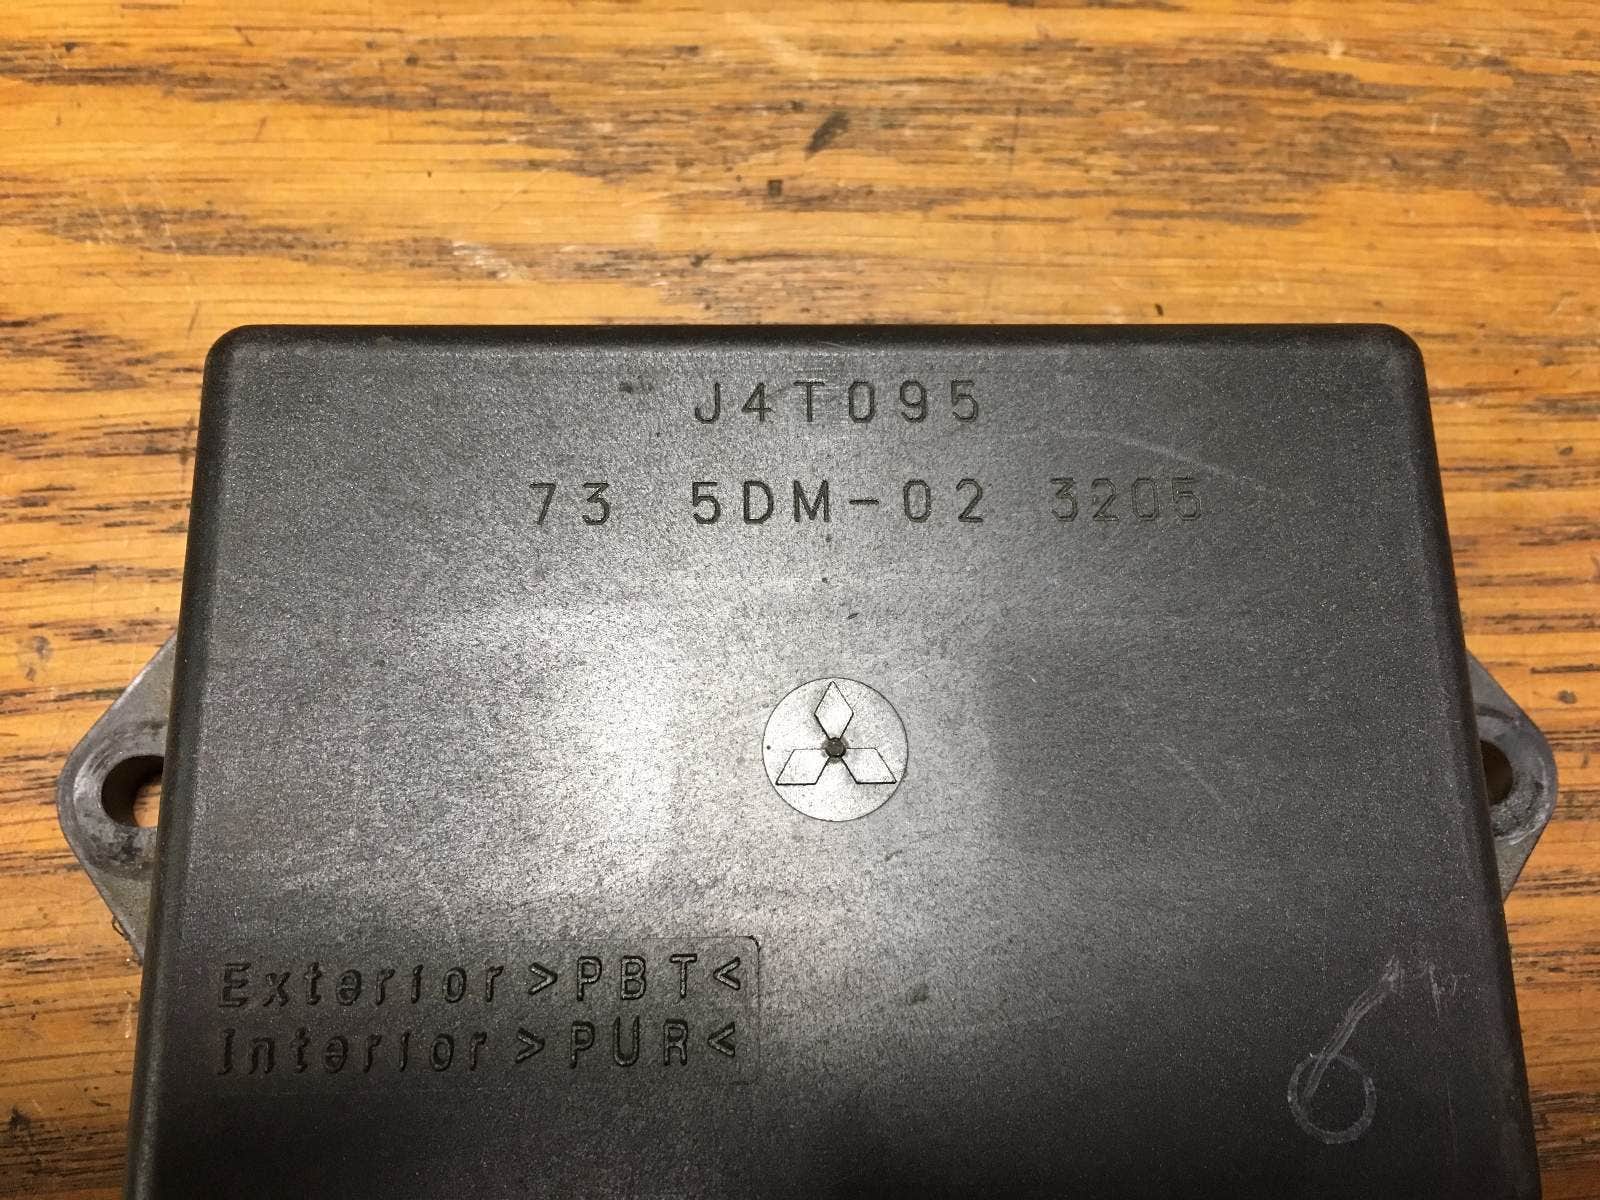 J4T095
73 5DM-02 3205
Exterior>PBT<
Interior>PUR<
6